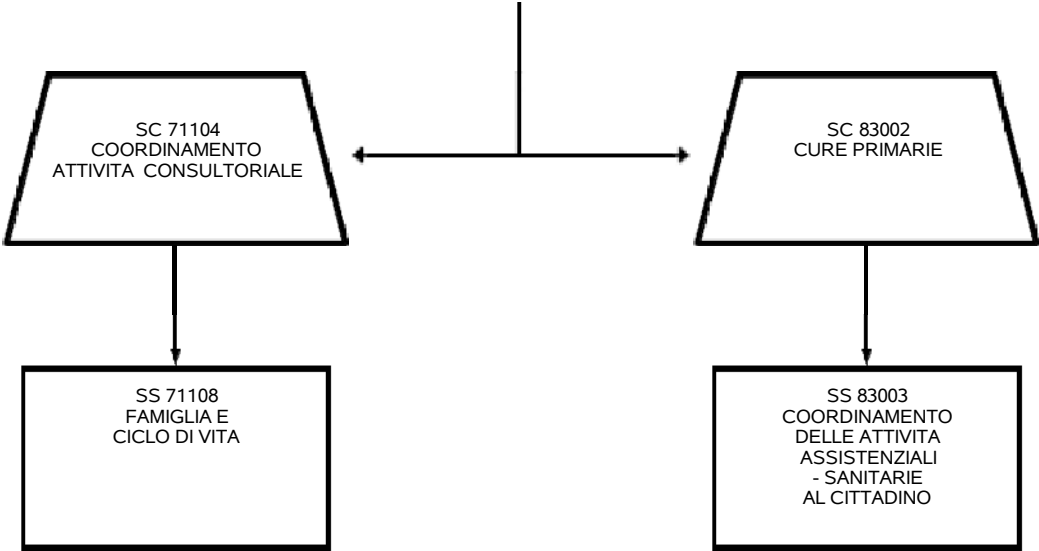 SC 71104
COORDINAMENTO
ATTIVITA  CONSULTORIALE
SC 83002
CURE PRIMARIE
SS 71108
FAMIGLIA E
CICLO DI VITA
SS 83003
COORDINAMENTO
DELLE ATTIVITA
ASSISTENZIALI
- SANITARIE
AL CITTADINO